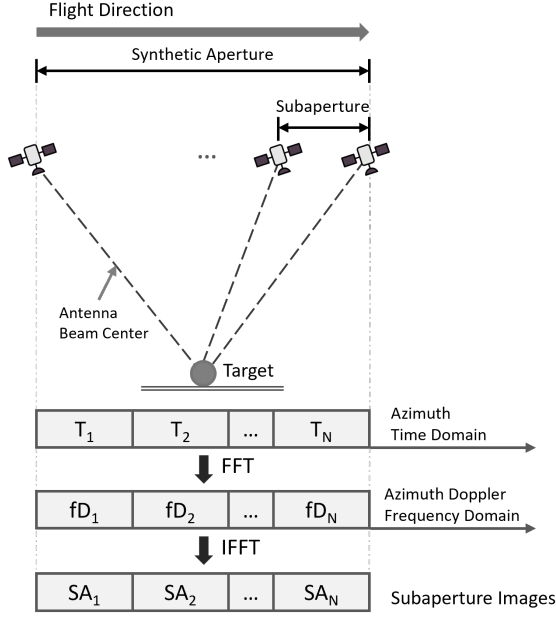 Flight Direction
Synthetic Aperture
Subaperture
...
Antenna
Beam Center
Target
T1 T2 ... TN
Azimuth
Time Domain
FFT
fD1 fD2 ... fDN
Azimuth Doppler
Frequency Domain
IFFT
SA1 SA2 ... SAN
Subaperture Images